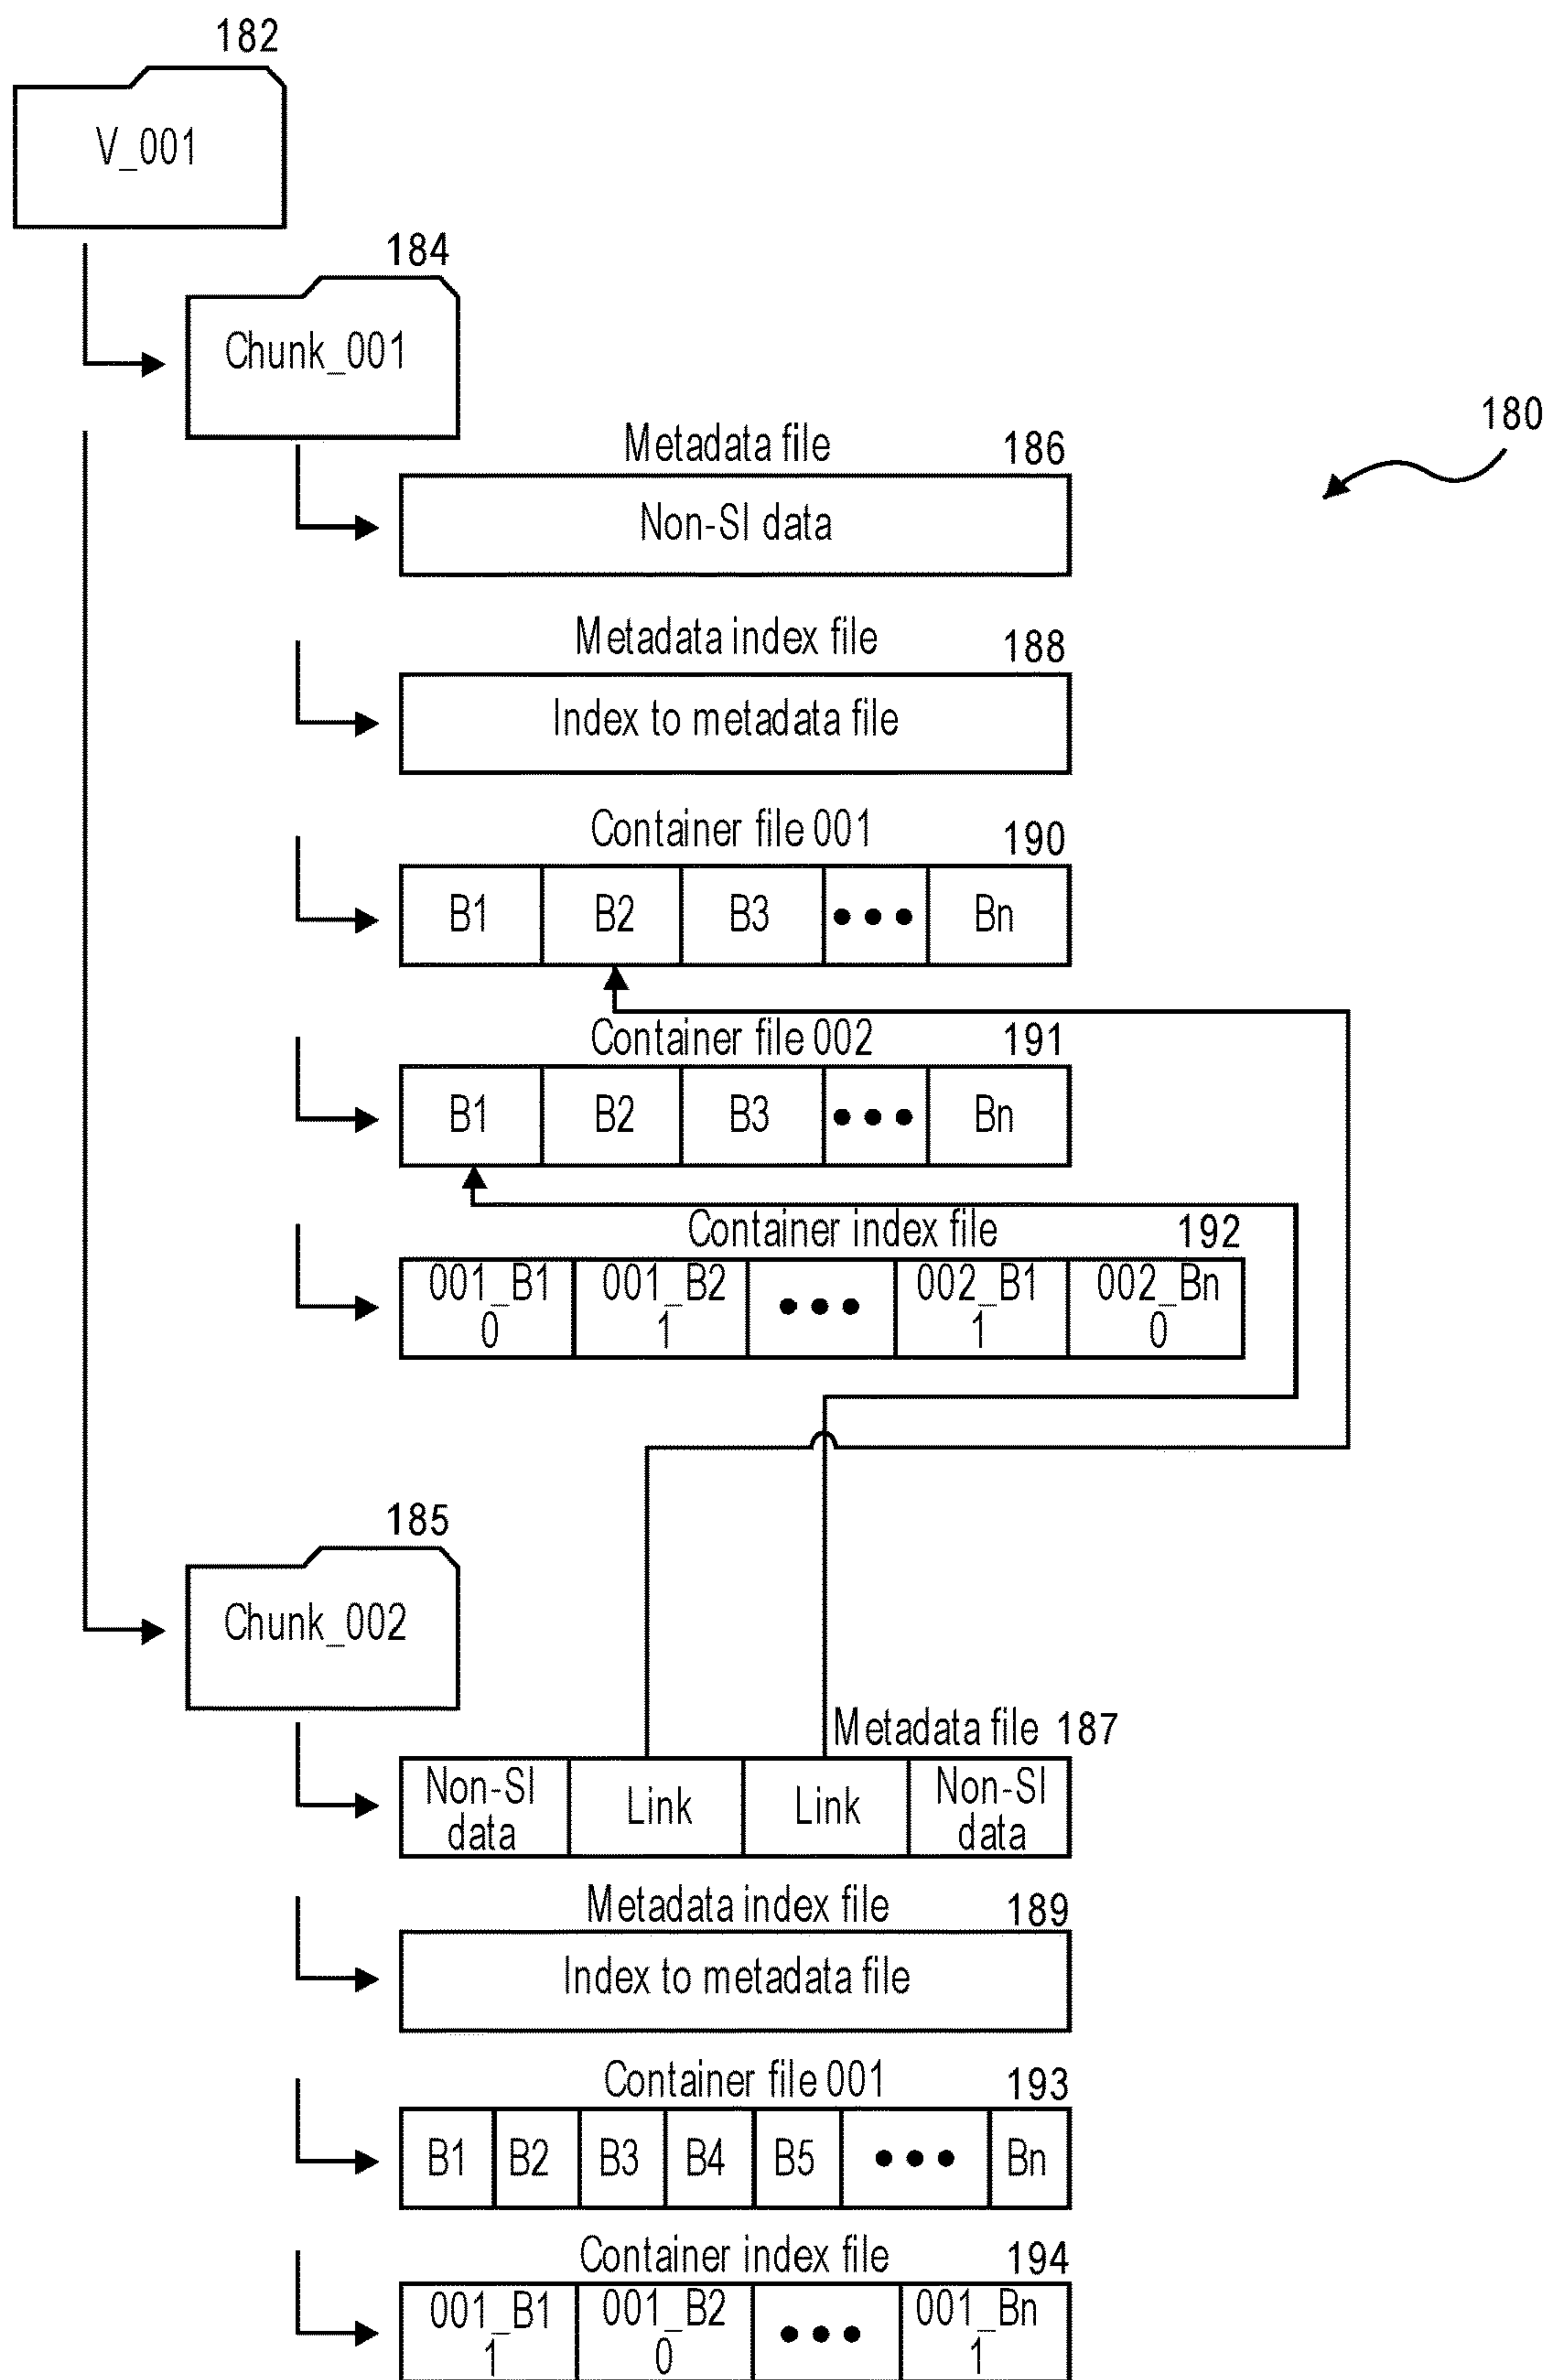 182
V_001
184
Chunk_001
180
Metadata file 186
Non-SI data
Metadata index file 188
Index to metadata file
Container file 001 190
B1 B2 B3 ●●● Bn
Container file 002 191
B1 B2 B3 ●●● Bn
Container index file 192
001_B1 001_B2 ●●● 002_B1 002_Bn
0 1 1 0
185
Chunk_002
Metadata file 187
Non-SI Link Link Non-SI
data data
Metadata index file 189
Index to metadata file
Container file 001 193
B1 B2 B3 B4 B5 ●●● Bn
Container index file 194
001_B1 001_B2 ●●● 001_Bn
1 0 1